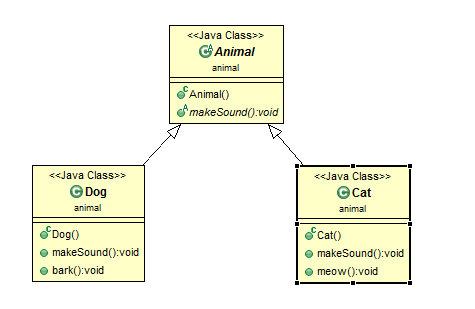 <<Java Class>>
Animal
animal
Animal()
makeSound():void
<<Java Class>>
Dog
animal
Dog()
makeSound():void
bark():void
<<Java Class>>
Cat
animal
Cat()
makeSound():void
meow():void